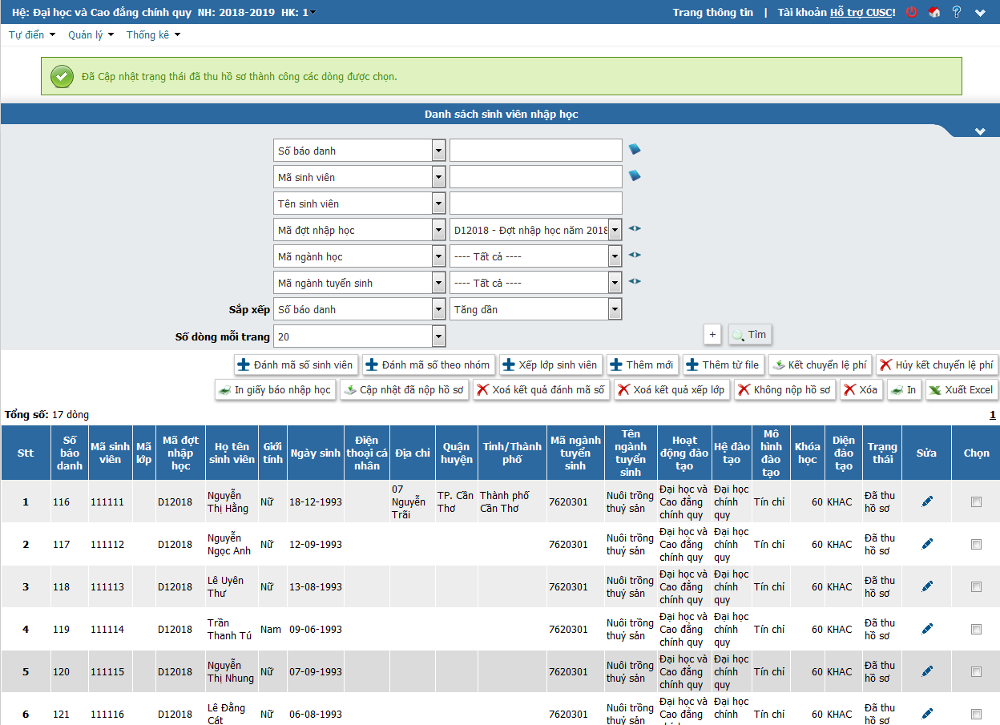 Hệ: Đại học và Cao đẳng chính quy NH: 2018-2019 HK: 1
Trang thông tin | Tài khoản Hỗ trợ CUSC!
Tự điển Quản lý Thống kê
Đã Cập nhật trạng thái đã thu hồ sơ thành công các dòng được chọn.
Danh sách sinh viên nhập học
Số báo danh
Mã sinh viên
Tên sinh viên
Mã đợt nhập học D12018 - Đợt nhập học năm 2018
Mã ngành học ---- Tất cả ----
Mã ngành tuyển sinh ---- Tất cả ----
Sắp xếp Số báo danh Tăng dần
Số dòng mỗi trang 20 + Tìm
Đánh mã số sinh viên Đánh mã số theo nhóm Xếp lớp sinh viên Thêm mới Thêm từ file Kết chuyển lệ phí Hủy kết chuyển lệ phí
In giấy báo nhập học Cập nhật đã nộp hồ sơ Xoá kết quả đánh mã số Xoá kết quả xếp lớp Không nộp hồ sơ Xóa In Xuất Excel
Tổng số: 17 dòng 1
Stt Số báo danh Mã sinh viên Mã lớp Mã đợt nhập học Họ tên sinh viên Giới tính Ngày sinh Điện thoại cá nhân Địa chỉ Quận huyện Tỉnh/Thành phố Mã ngành tuyển sinh Tên ngành tuyển sinh Hoạt động đào tạo Hệ đào tạo Mô hình đào tạo Khóa học Diện đào tạo Trạng thái Sửa Chọn
1 116 111111 D12018 Nguyễn Thị Hằng Nữ 18-12-1993 07 Nguyễn Trãi TP. Cần Thơ Thành phố Cần Thơ 7620301 Nuôi trồng thuỷ sản Đại học và Cao đẳng chính quy Đại học chính quy Tín chỉ 60 KHAC Đã thu hồ sơ
2 117 111112 D12018 Nguyễn Ngọc Anh Nữ 12-09-1993 7620301 Nuôi trồng thuỷ sản Đại học và Cao đẳng chính quy Đại học chính quy Tín chỉ 60 KHAC Đã thu hồ sơ
3 118 111113 D12018 Lê Uyên Thư Nữ 13-08-1993 7620301 Nuôi trồng thuỷ sản Đại học và Cao đẳng chính quy Đại học chính quy Tín chỉ 60 KHAC Đã thu hồ sơ
4 119 111114 D12018 Trần Thanh Tú Nam 09-06-1993 7620301 Nuôi trồng thuỷ sản Đại học và Cao đẳng chính quy Đại học chính quy Tín chỉ 60 KHAC Đã thu hồ sơ
5 120 111115 D12018 Nguyễn Thị Nhung Nữ 07-09-1993 7620301 Nuôi trồng thuỷ sản Đại học và Cao đẳng chính quy Đại học chính quy Tín chỉ 60 KHAC Đã thu hồ sơ
6 121 111116 D12018 Lê Đằng Cát Nữ 06-08-1993 7620301 Nuôi trồng thuỷ sản Đại học và Cao đẳng Đại học chính Tín chỉ 60 KHAC Đã thu hồ sơ